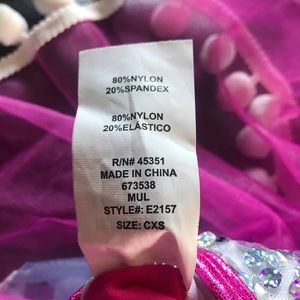 80%NYLON
20%SPANDEX
80%NYLON
20%ELÁSTICO
R/N# 45351
MADE IN CHINA
673538
MUL
STYLE#: E2157
SIZE: CXS